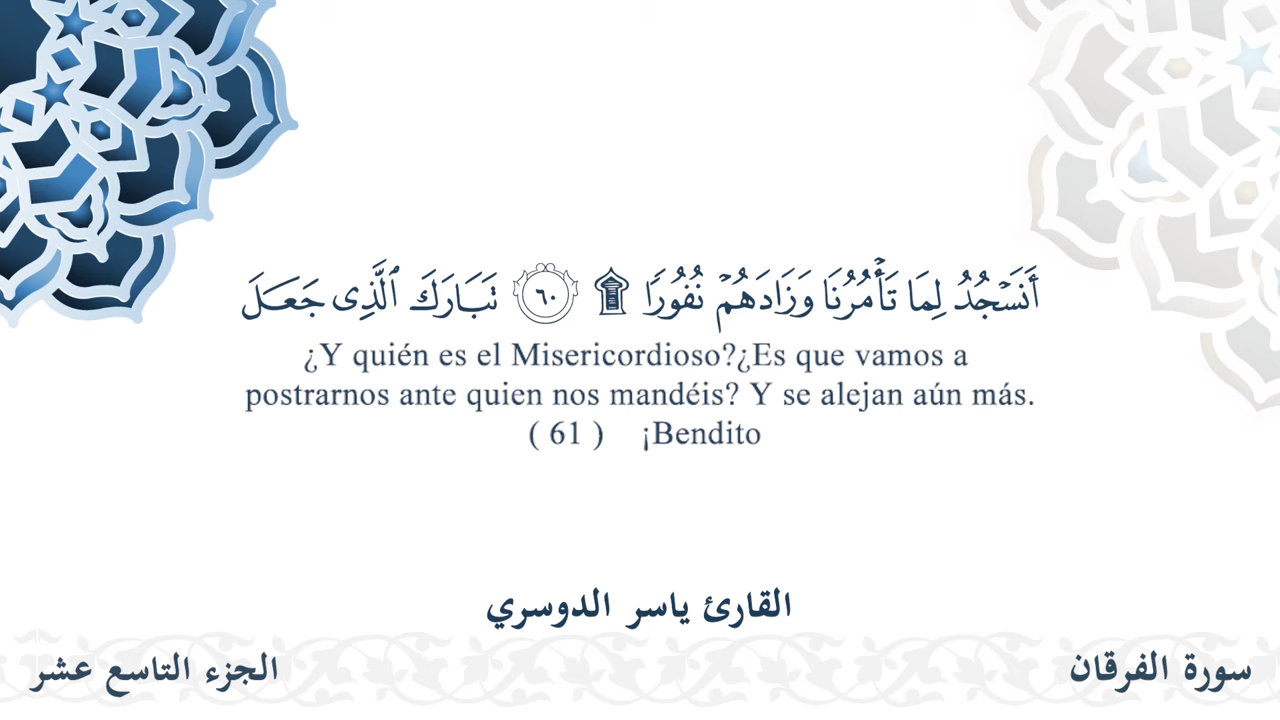 أَنَسۡجُدُ لِمَا تَأۡمُرُنَا وَزَادَهُمۡ نُفُورٗا ۩ ٦٠ تَبَارَكَ ٱلَّذِي جَعَلَ
¿Y quién es el Misericordioso?¿Es que vamos a
postrarnos ante quien nos mandéis? Y se alejan aún más.
( 61 ) ¡Bendito
القارئ ياسر الدوسري
سورة الفرقان
الجزء التاسع عشر